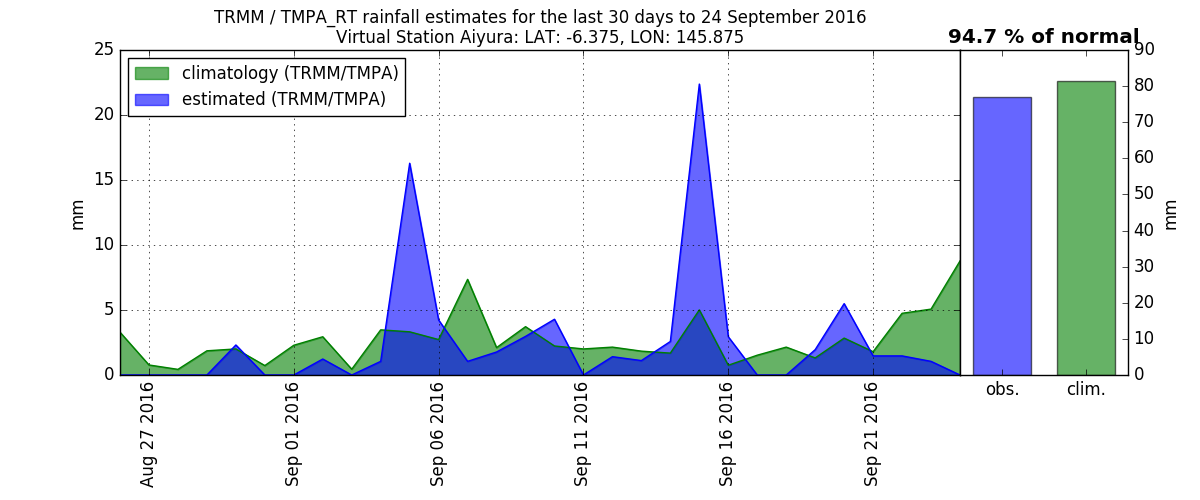 TRMM / TMPA_RT rainfall estimates for the last 30 days to 24 September 2016
Virtual Station Aiyura: LAT: -6.375, LON: 145.875
94.7 % of normal
climatology (TRMM/TMPA)
estimated (TRMM/TMPA)
25
20
15
10
5
0
mm
Aug 27 2016
Sep 01 2016
Sep 06 2016
Sep 11 2016
Sep 16 2016
Sep 21 2016
obs.
clim.
90
80
70
60
50
40
30
20
10
0
mm